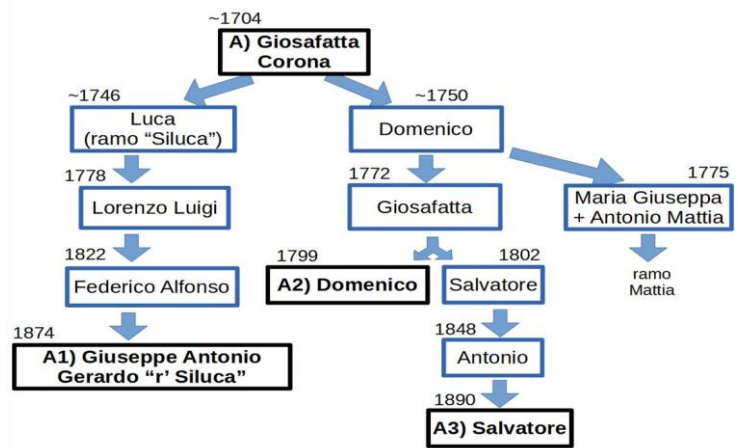 ~1704
A) Giosafatta
Corona
~1746
Luca
(ramo “Siluca”)
~1750
Domenico
1778
Lorenzo Luigi
1772
Giosafatta
1775
Maria Giuseppa
+ Antonio Mattia
ramo
Mattia
1822
Federico Alfonso
1799
A2) Domenico
1802
Salvatore
1874
A1) Giuseppe Antonio
Gerardo “r’ Siluca”
1848
Antonio
1890
A3) Salvatore